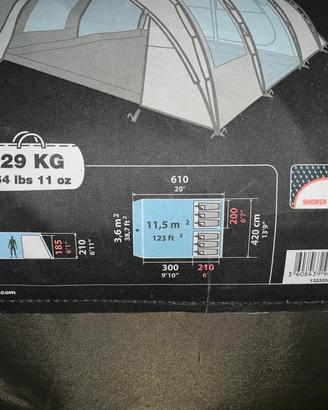 29 KG
64 lbs 11 oz
610
20"
3,6 m²
38,7 ft²
11,5 m²
123 ft²
200
6'7"
420 cm
13'9"
300
9'10"
210
6'
185
6'1"
210
6'11"
SHOWER